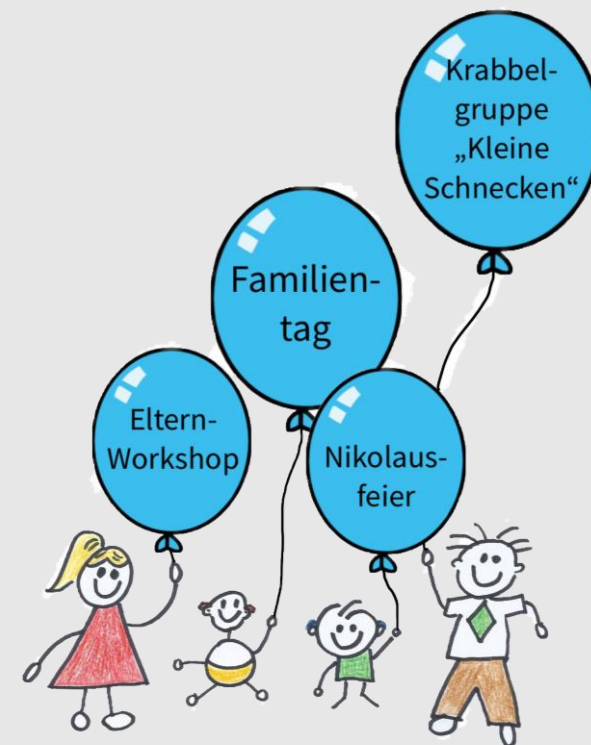 Krabbel-
gruppe
„Kleine
Schnecken“
Familien-
tag
Eltern-
Workshop
Nikolaus-
feier